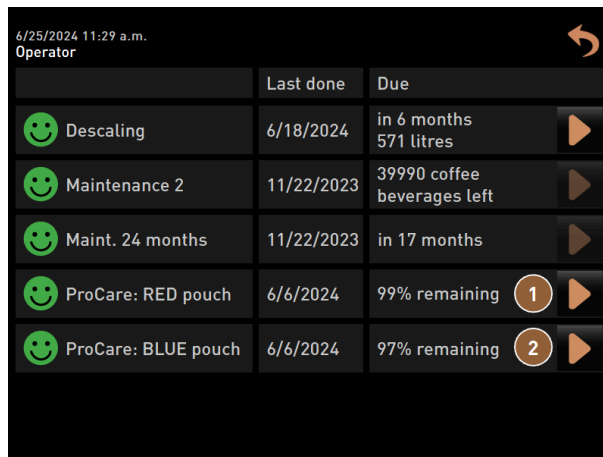 6/25/2024 11:29 a.m.
Operator
Last done Due
Descaling 6/18/2024 in 6 months
571 litres
Maintenance 2 11/22/2023 39990 coffee
beverages left
Maint. 24 months 11/22/2023 in 17 months
ProCare: RED pouch 6/6/2024 99% remaining 1
ProCare: BLUE pouch 6/6/2024 97% remaining 2